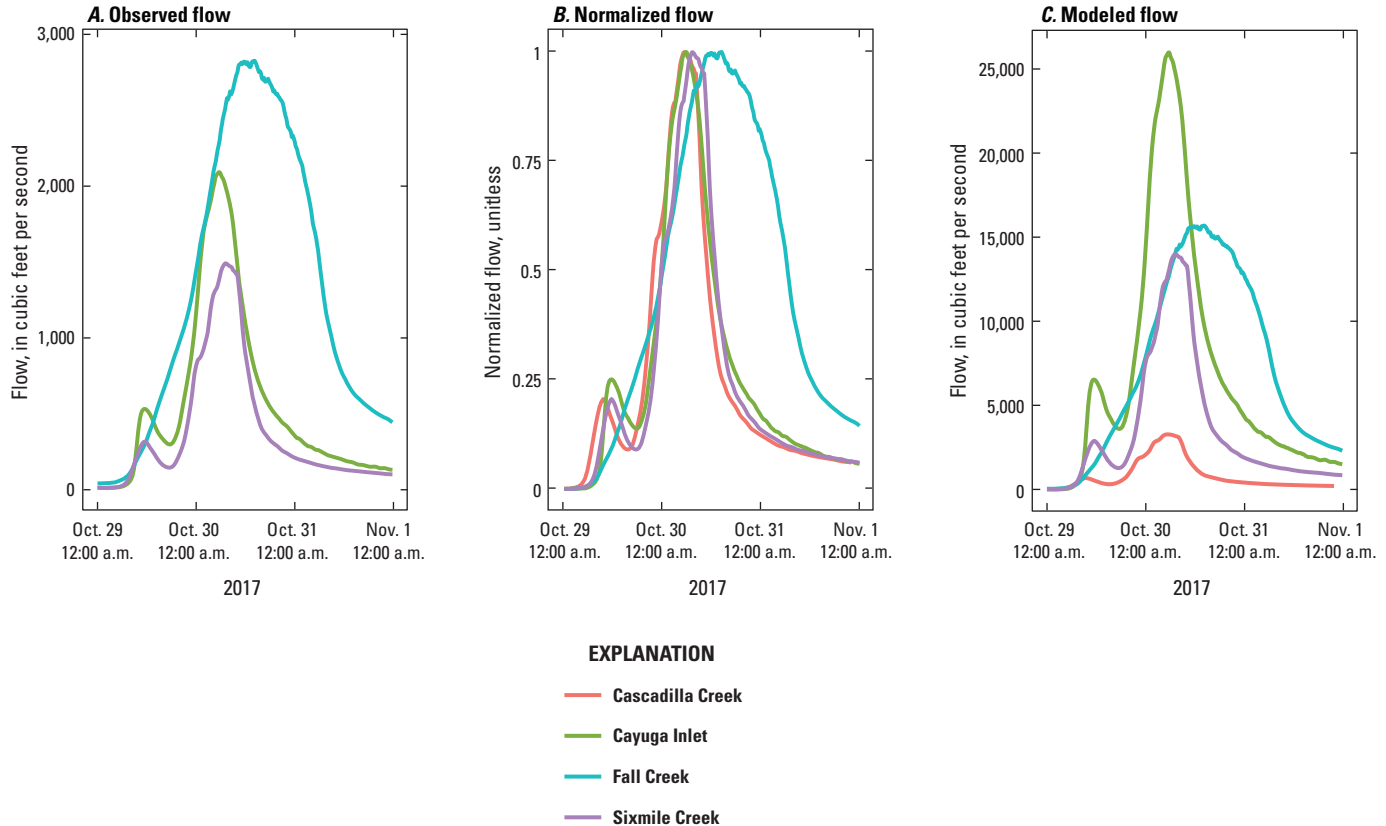 A. Observed flow
Flow, in cubic feet per second
3,000
2,000
1,000
0
Oct. 29
12:00 a.m.
Oct. 30
12:00 a.m.
Oct. 31
12:00 a.m.
Nov. 1
12:00 a.m.
2017
B. Normalized flow
Normalized flow, unitless
1
0.75
0.5
0.25
0
Oct. 29
12:00 a.m.
Oct. 30
12:00 a.m.
Oct. 31
12:00 a.m.
Nov. 1
12:00 a.m.
2017
C. Modeled flow
Flow, in cubic feet per second
25,000
20,000
15,000
10,000
5,000
0
Oct. 29
12:00 a.m.
Oct. 30
12:00 a.m.
Oct. 31
12:00 a.m.
Nov. 1
12:00 a.m.
2017
EXPLANATION
Cascadilla Creek
Cayuga Inlet
Fall Creek
Sixmile Creek